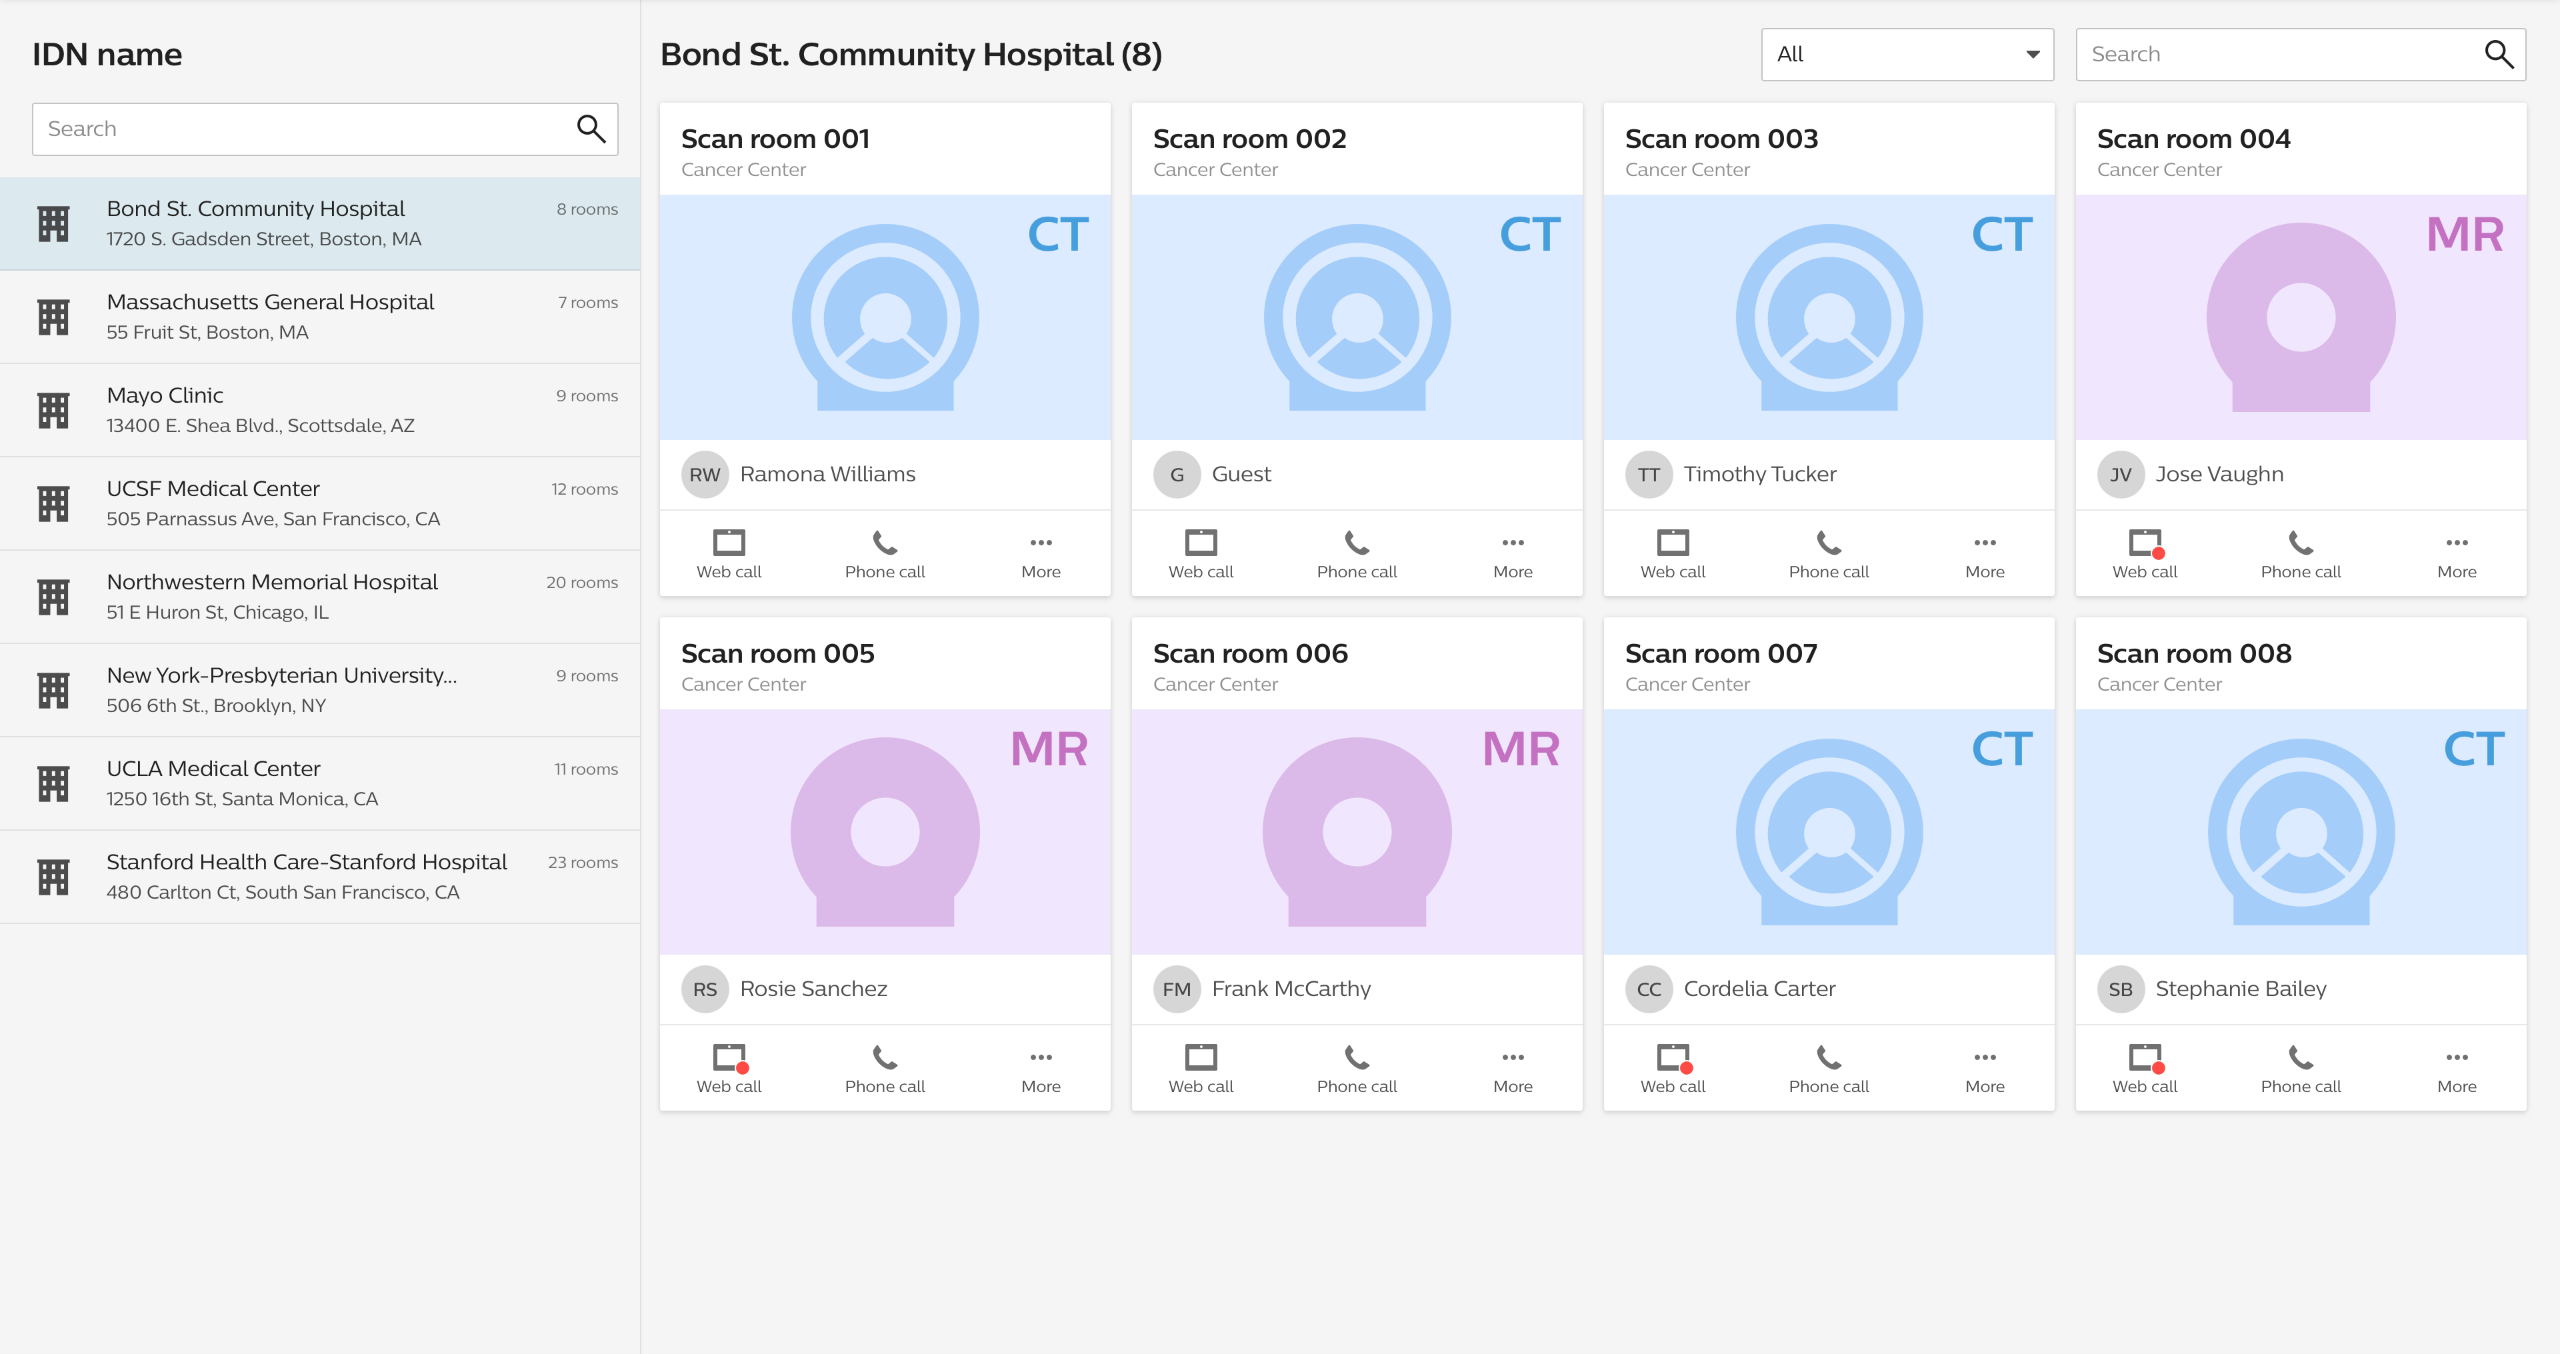 IDN name
Search
Bond St. Community Hospital
8 rooms
1720 S. Gadsden Street, Boston, MA
Massachusetts General Hospital
7 rooms
55 Fruit St, Boston, MA
Mayo Clinic
9 rooms
13400 E. Shea Blvd., Scottsdale, AZ
UCSF Medical Center
12 rooms
505 Parnassus Ave, San Francisco, CA
Northwestern Memorial Hospital
20 rooms
51 E Huron St, Chicago, IL
New York-Presbyterian University...
9 rooms
506 6th St., Brooklyn, NY
UCLA Medical Center
11 rooms
1250 16th St, Santa Monica, CA
Stanford Health Care-Stanford Hospital
23 rooms
480 Carlton Ct, South San Francisco, CA
Bond St. Community Hospital (8)
All
Search
Scan room 001
Cancer Center
CT
RW
Ramona Williams
Web call
Phone call
More
Scan room 002
Cancer Center
CT
G
Guest
Web call
Phone call
More
Scan room 003
Cancer Center
CT
TT
Timothy Tucker
Web call
Phone call
More
Scan room 004
Cancer Center
MR
JV
Jose Vaughn
Web call
Phone call
More
Scan room 005
Cancer Center
MR
RS
Rosie Sanchez
Web call
Phone call
More
Scan room 006
Cancer Center
MR
FM
Frank McCarthy
Web call
Phone call
More
Scan room 007
Cancer Center
CT
CC
Cordelia Carter
Web call
Phone call
More
Scan room 008
Cancer Center
CT
SB
Stephanie Bailey
Web call
Phone call
More